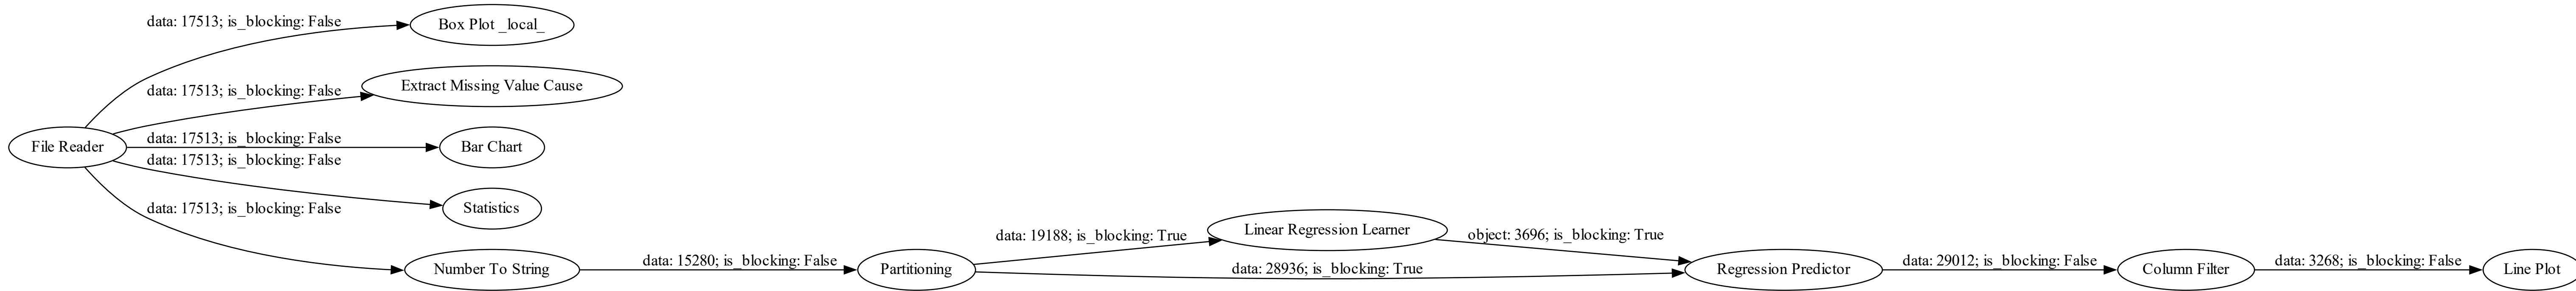 data: 17513; is_blocking: False
Box Plot _local_
data: 17513; is_blocking: False
Extract Missing Value Cause
File Reader
data: 17513; is_blocking: False
Bar Chart
data: 17513; is_blocking: False
Statistics
data: 17513; is_blocking: False
Number To String
data: 15280; is_blocking: False
Partitioning
data: 19188; is_blocking: True
Linear Regression Learner
object: 3696; is_blocking: True
data: 28936; is_blocking: True
Regression Predictor
data: 29012; is_blocking: False
Column Filter
data: 3268; is_blocking: False
Line Plot